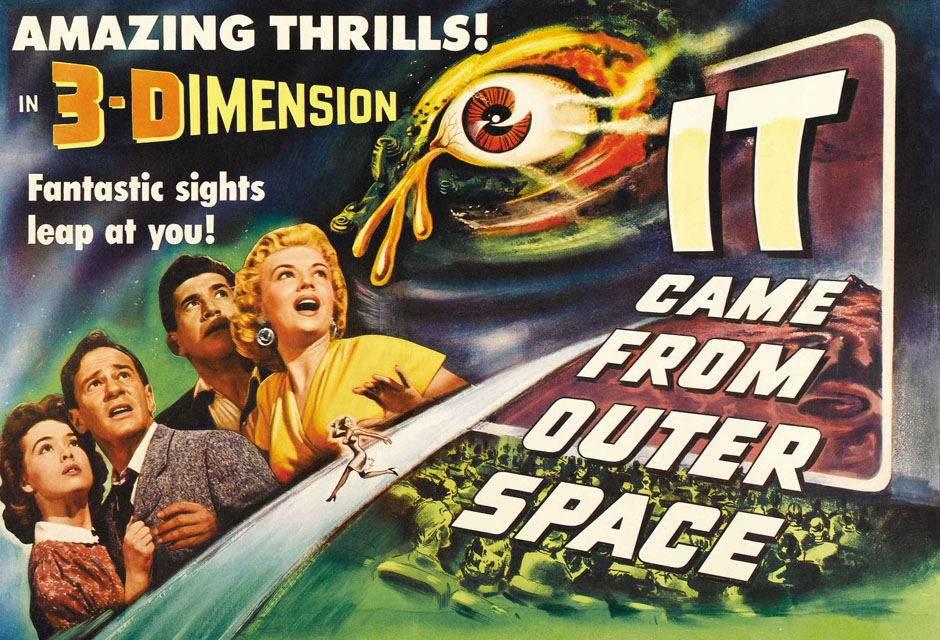 AMAZING THRILLS!
IN 3-DIMENSION
Fantastic sights
leap at you!
IT
CAME
FROM
OUTER
SPACE